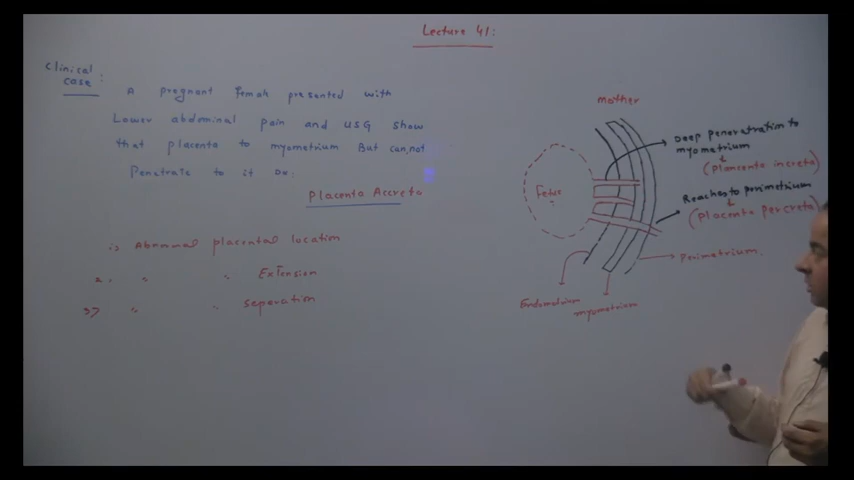 Lecture 41:
Clinical case:
A pregnant female presented with
Lower abdominal pain and USG show
that placenta to myometrium But can,not
Penetrate to it Dx:
Placenta Accreta
1> Abnormal placental location
2. " " Extension
3> " " seperation
mother
Deep penetration to
myometrium
(Plancenta increta)
Reaches to perimetrium
(Placenta percreta)
Perimetrium
Fetus
Endometrium
myometrium